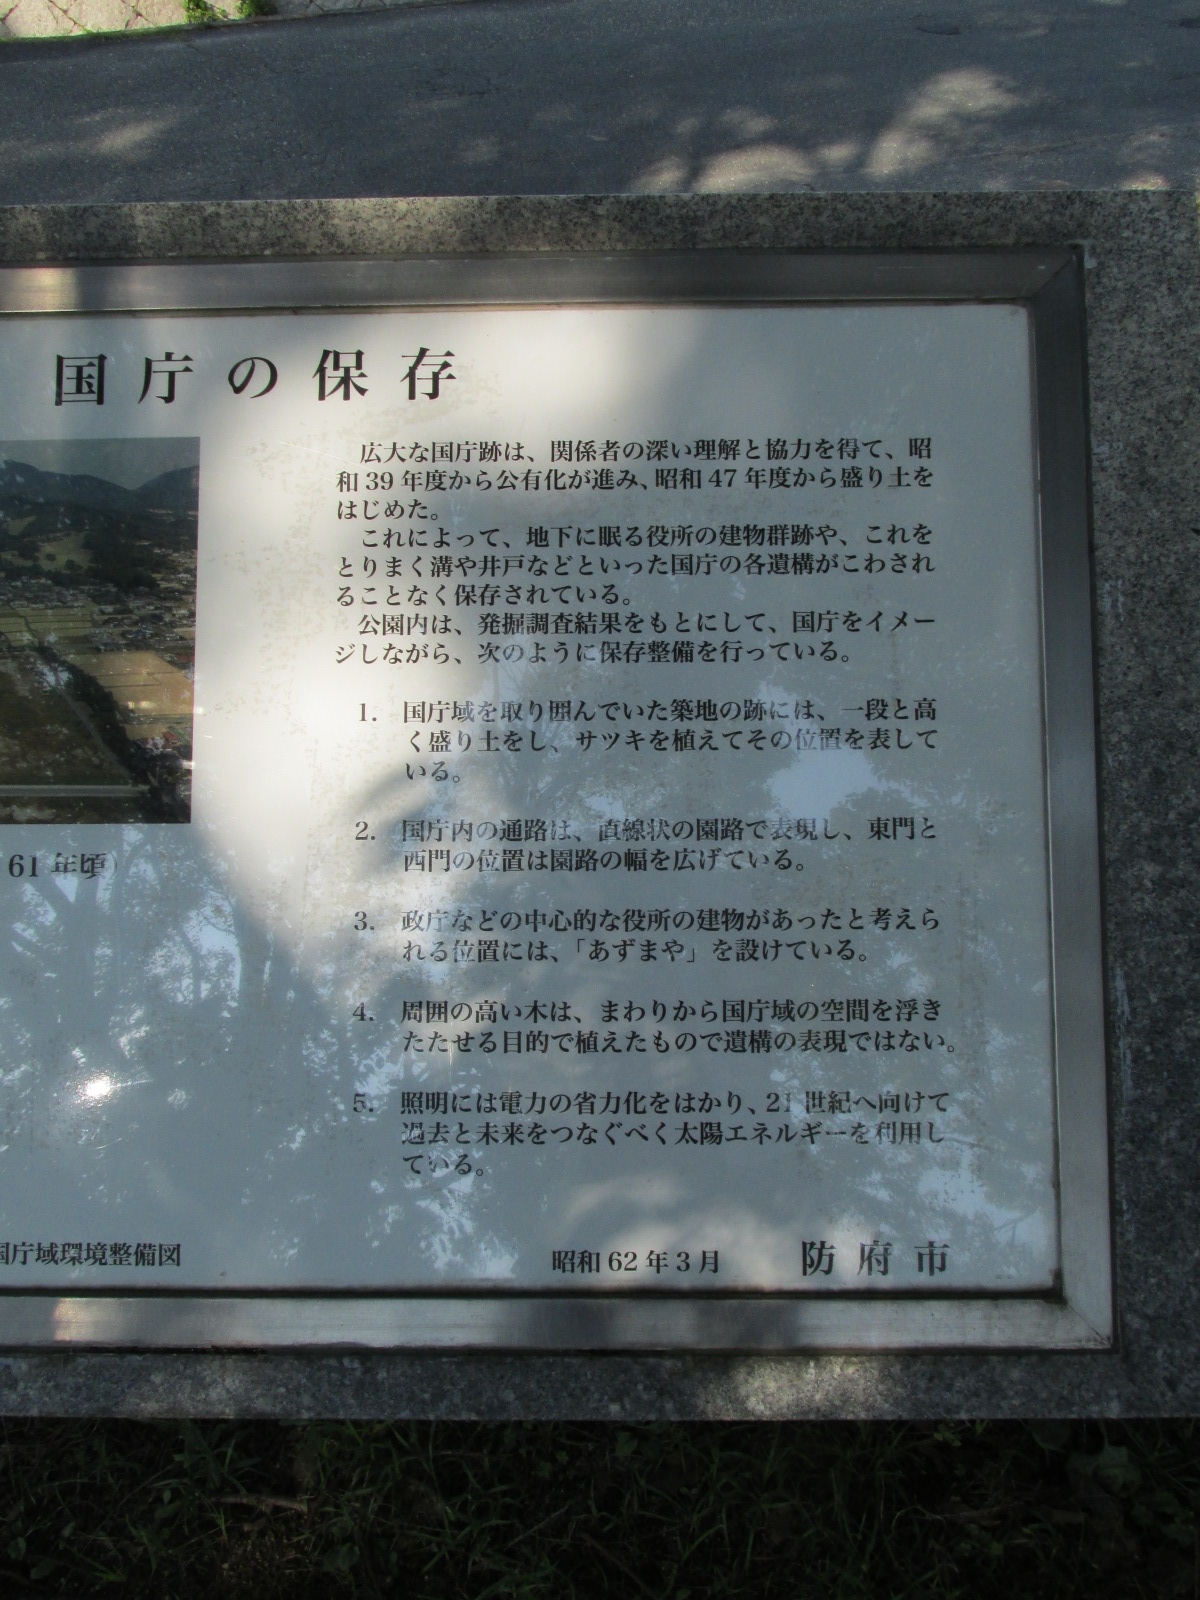 国庁の保存
広大な国庁跡は、関係者の深い理解と協力を得て、昭
和39年度から公有化が進み、昭和47年度から盛り土を
はじめた。
これによって、地下に眠る役所の建物群跡や、これを
とりまく溝や井戸などといった国庁の各遺構がこわされ
ることなく保存されている。
公園内は、発掘調査結果をもとにして、国庁をイメー
ジしながら、次のように保存整備を行っている。
1. 国庁域を取り囲んでいた築地の跡には、一段と高
く盛り土をし、サツキを植えてその位置を表して
いる。
2. 国庁内の通路は、直線状の園路で表現し、東門と
西門の位置は園路の幅を広げている。
3. 政庁などの中心的な役所の建物があったと考えら
れる位置には、「あずまや」を設けている。
4. 周囲の高い木は、まわりから国庁域の空間を浮き
たたせる目的で植えたもので遺構の表現ではない。
5. 照明には電力の省力化をはかり、21世紀へ向けて
過去と未来をつなぐべく太陽エネルギーを利用し
ている。
61年頃）
国庁域環境整備図
昭和62年3月 防府市